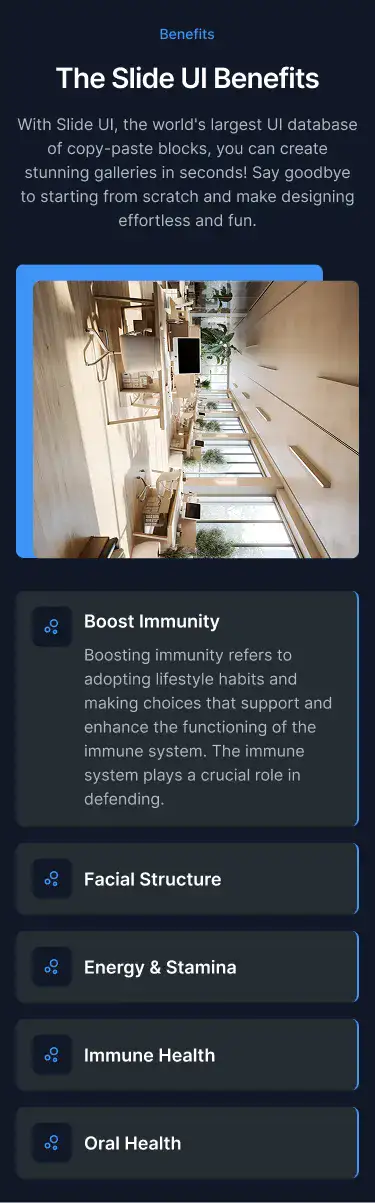 Benefits
The Slide UI Benefits
With Slide UI, the world's largest UI database
of copy-paste blocks, you can create
stunning galleries in seconds! Say goodbye
to starting from scratch and make designing
effortless and fun.
Boost Immunity
Boosting immunity refers to
adopting lifestyle habits and
making choices that support and
enhance the functioning of the
immune system. The immune
system plays a crucial role in
defending.
Facial Structure
Energy & Stamina
Immune Health
Oral Health